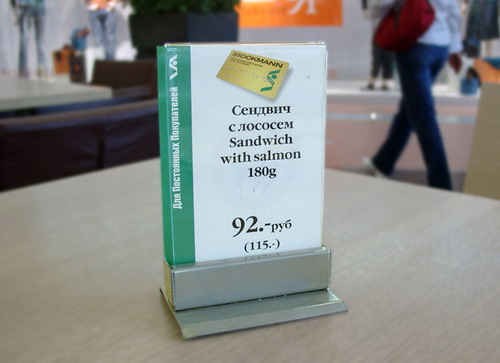 STOCKMANN
Для Постоянных Покупателей
Сендвич
с лососем
Sandwich
with salmon
180g
92.-руб
(115.-)